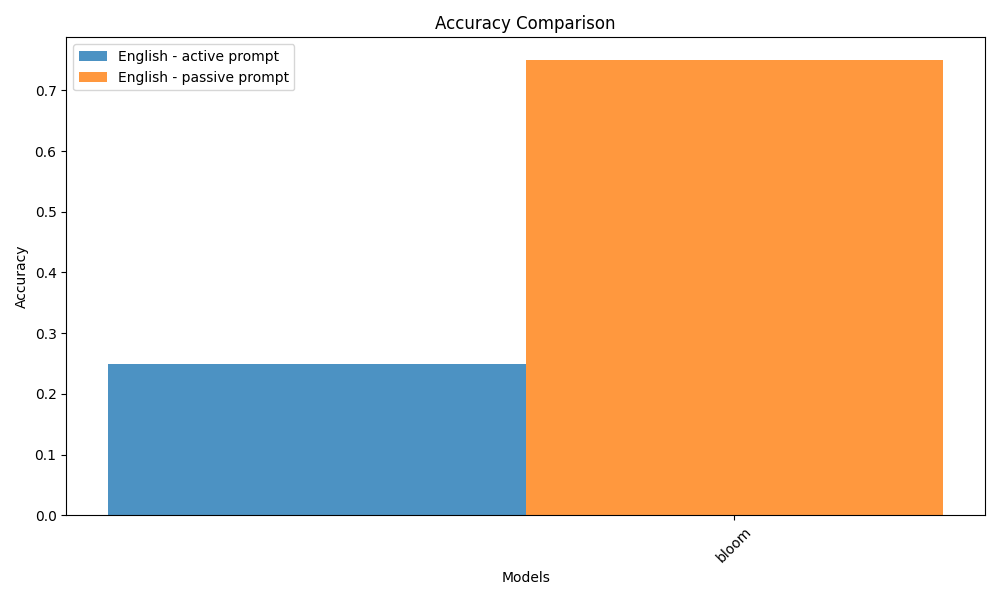 Accuracy Comparison
English - active prompt
English - passive prompt
Accuracy
0.7
0.6
0.5
0.4
0.3
0.2
0.1
0.0
bloom
Models